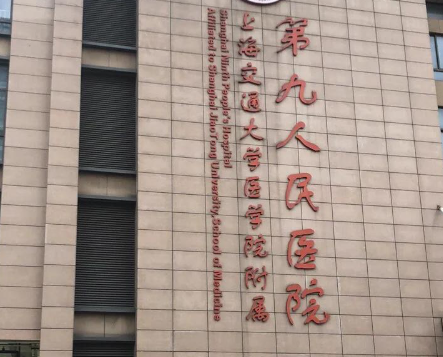 上海交通大学医学院附属
第九人民医院
Shanghai Ninth People's Hospital
Affiliated to Shanghai JiaoTong University, School of Medicine